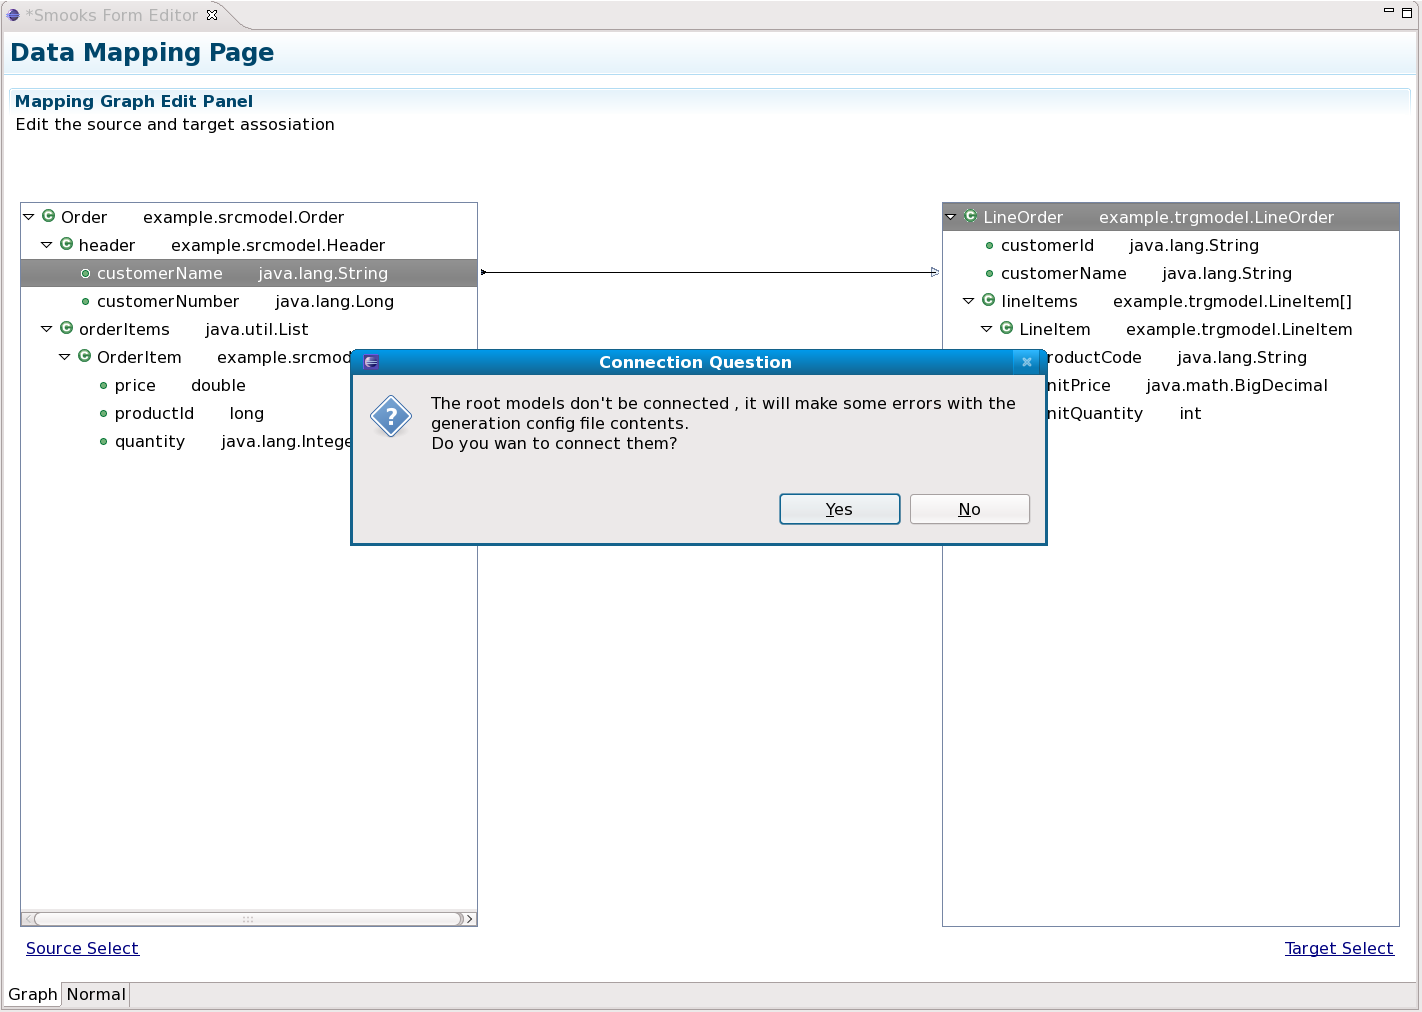 *Smooks Form Editor
Data Mapping Page
Mapping Graph Edit Panel
Edit the source and target assosiation
Order example.srcmodel.Order
header example.srcmodel.Header
customerName java.lang.String
customerNumber java.lang.Long
orderItems java.util.List
OrderItem example.srcmod
price double
productId long
quantity java.lang.Intege
LineOrder example.trgmodel.LineOrder
customerId java.lang.String
customerName java.lang.String
lineItems example.trgmodel.LineItem[]
LineItem example.trgmodel.LineItem
roductCode java.lang.String
nitPrice java.math.BigDecimal
nitQuantity int
Connection Question
The root models don't be connected , it will make some errors with the
generation config file contents.
Do you wan to connect them?
Yes No
Source Select Target Select
Graph Normal